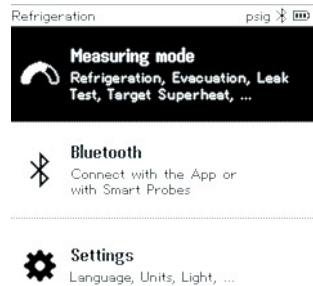 Refrigeration psig
Measuring mode
Refrigeration, Evacuation, Leak
Test, Target Superheat, ...
Bluetooth
Connect with the App or
with Smart Probes
Settings
Language, Units, Light, ...